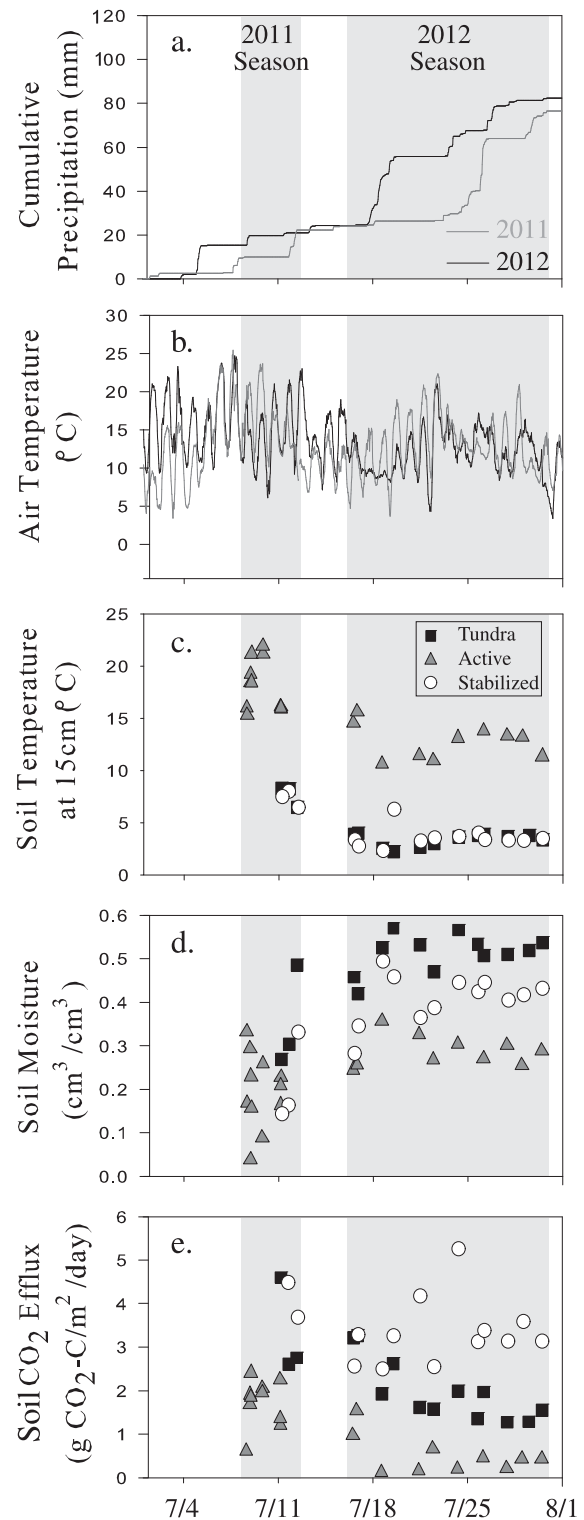 120
100
80
60
40
20
0
Cumulative
Precipitation (mm)
a.
2011
Season
2012
Season
2011
2012
30
25
20
15
10
5
0
Air Temperature
(º C)
b.
25
20
15
10
5
0
Soil Temperature
at 15cm (º C)
c.
Tundra
Active
Stabilized
0.6
0.5
0.4
0.3
0.2
0.1
0.0
Soil Moisture
(cm³/cm³)
d.
6
5
4
3
2
1
0
Soil CO₂ Efflux
(g CO₂-C/m²/day)
e.
7/4
7/11
7/18
7/25
8/1